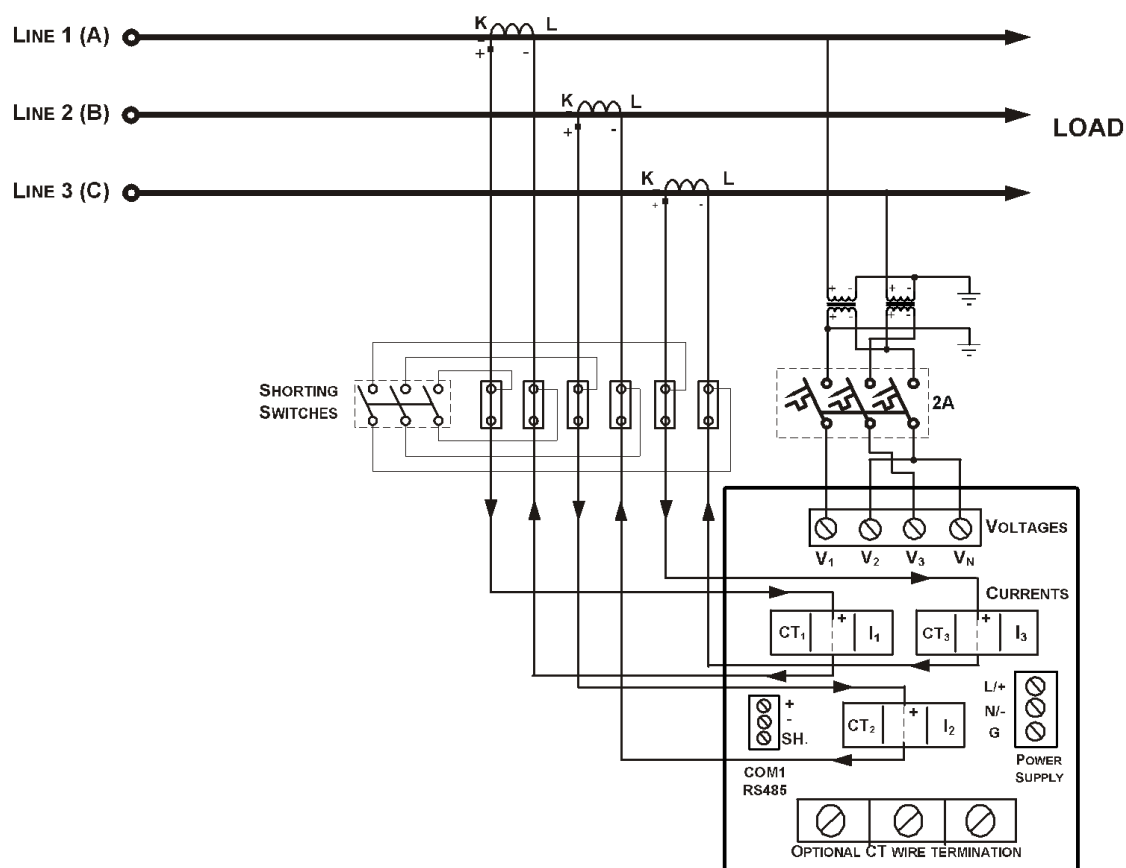 K L
LINE 1 (A)
+ -
K L
LINE 2 (B)
LOAD
+ -
K L
LINE 3 (C)
+ -
+ - + -
+ - + -
SHORTING
SWITCHES
2A
VOLTAGES
V1 V2 V3 VN
CURRENTS
CT1 + I1 CT3 + I3
L/+
N/-
G
+
-
SH.
CT2 + I2
POWER
SUPPLY
COM1
RS485
OPTIONAL CT WIRE TERMINATION